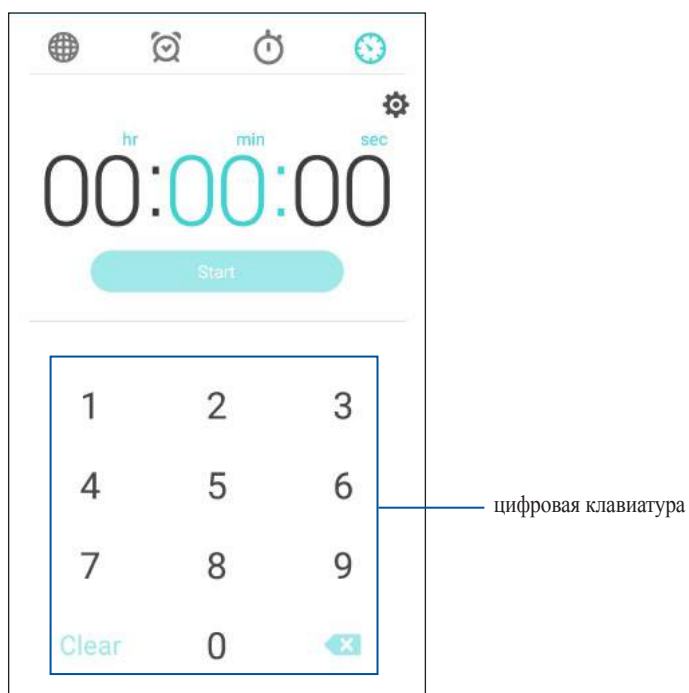 hr min sec
00:00:00
Start
1 2 3
4 5 6
цифровая клавиатура
7 8 9
Clear 0